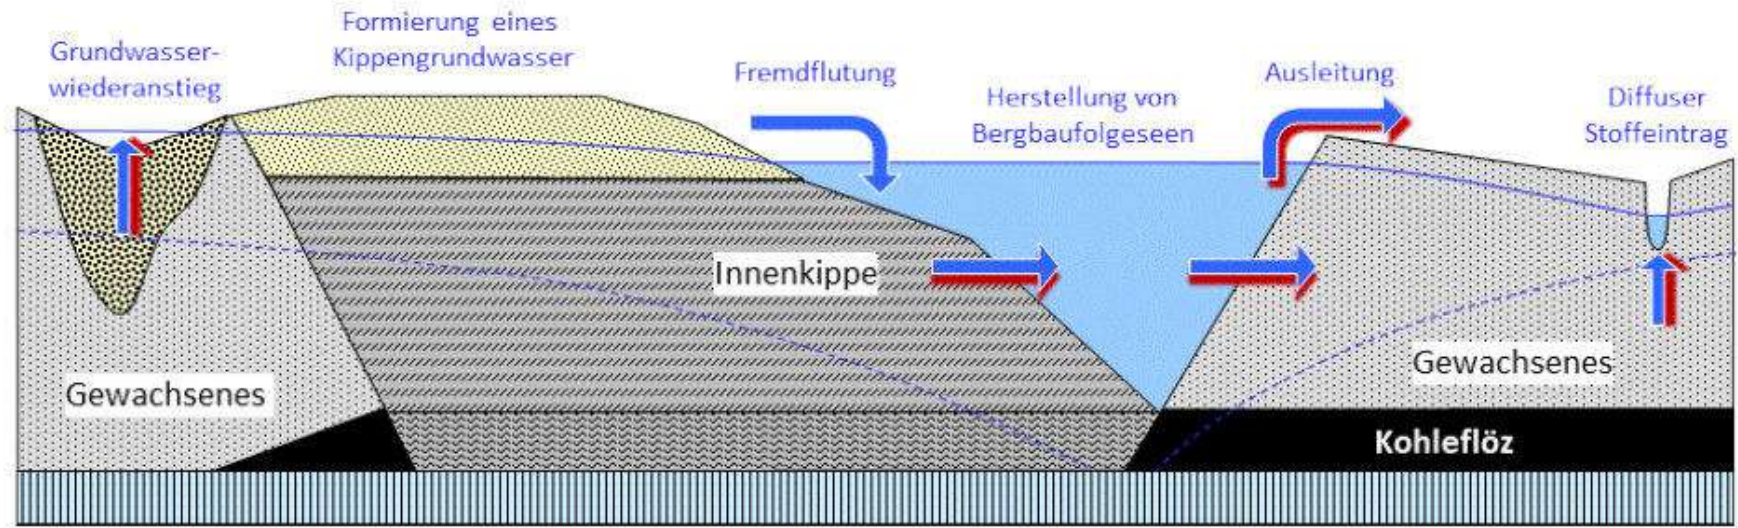 Grundwasser-
wiederanstieg
Formierung eines
Kippengrundwasser
Fremdflutung
Herstellung von
Bergbaufolgeseen
Ausleitung
Diffuser
Stoffeintrag
Innenkippe
Gewachsenes
Gewachsenes
Kohleflöz